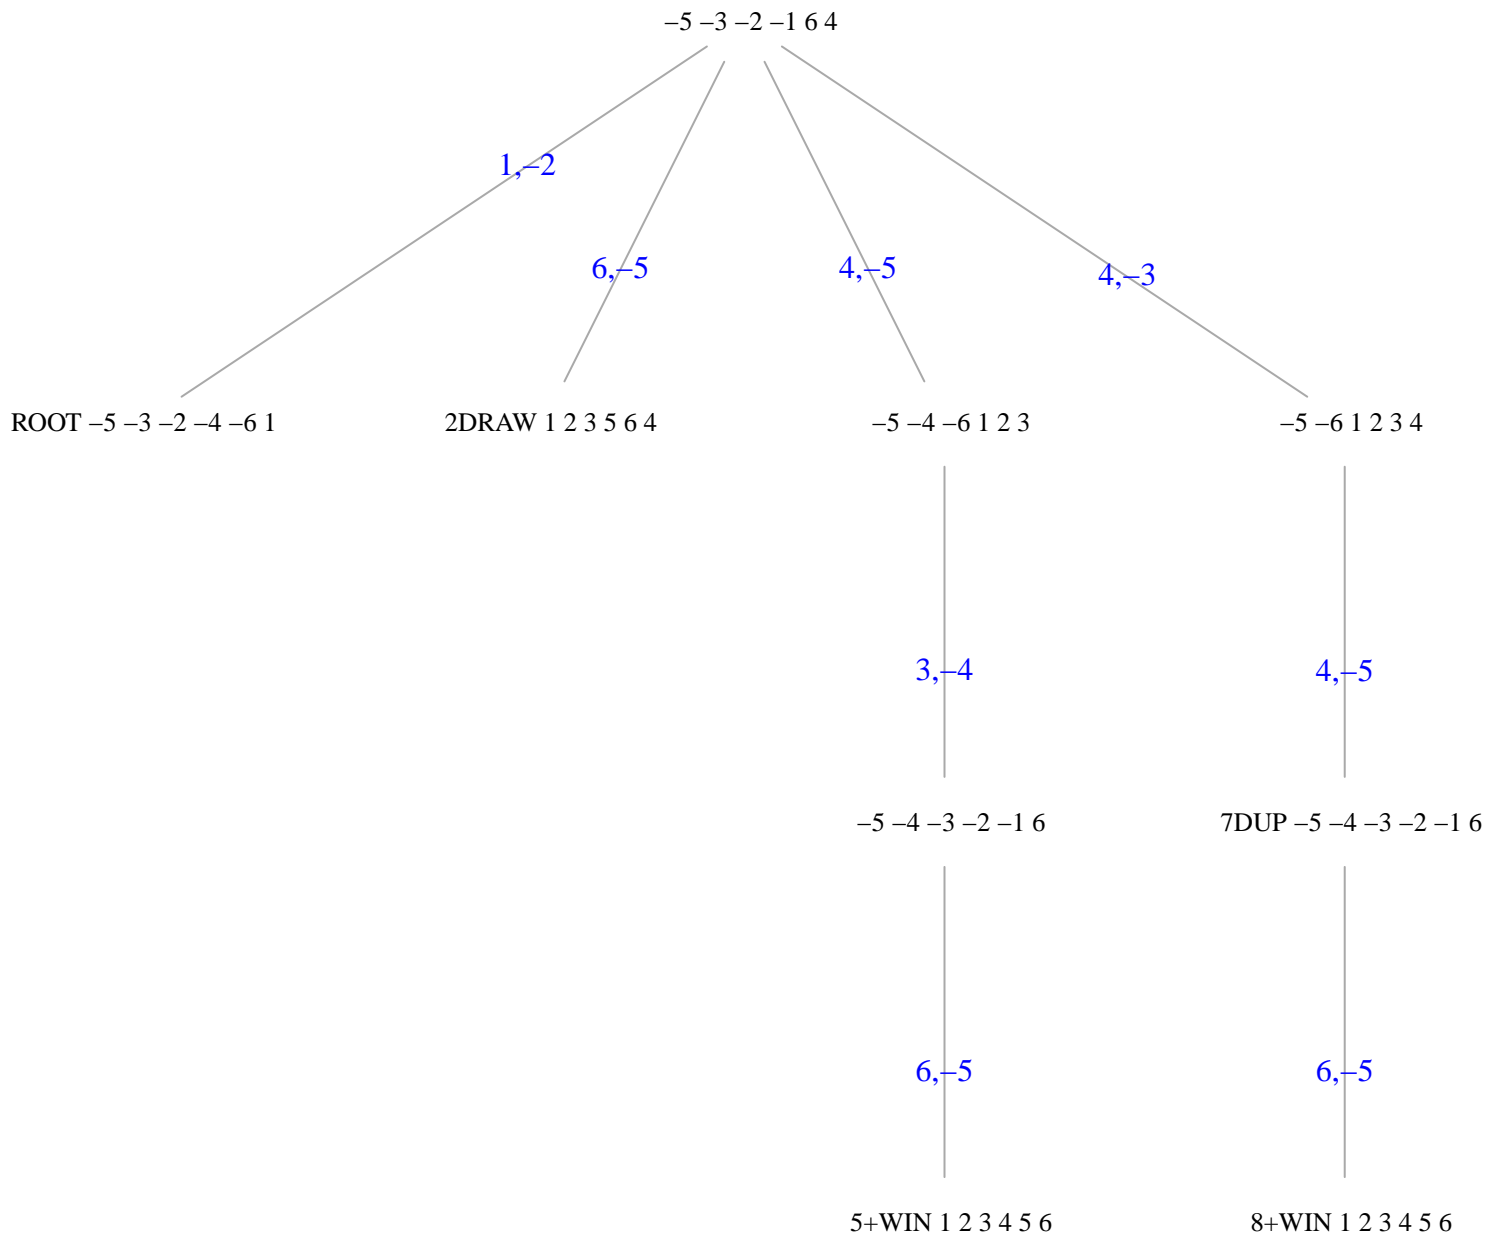 –5 –3 –2 –1 6 4
1,–2
6,–5
4,–5
4,–3
ROOT –5 –3 –2 –4 –6 1
2DRAW 1 2 3 5 6 4
–5 –4 –6 1 2 3
–5 –6 1 2 3 4
3,–4
4,–5
–5 –4 –3 –2 –1 6
7DUP –5 –4 –3 –2 –1 6
6,–5
6,–5
5+WIN 1 2 3 4 5 6
8+WIN 1 2 3 4 5 6